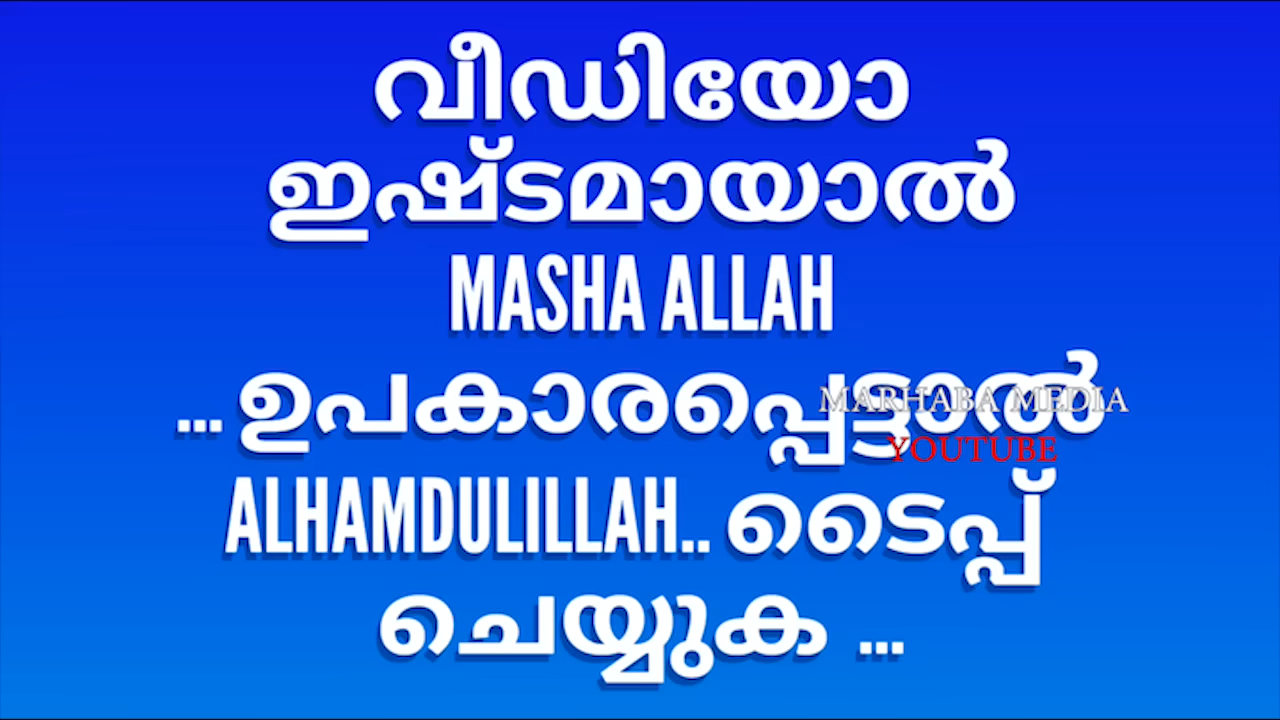 വീഡിയോ
ഇഷ്ടമായാൽ
MASHA ALLAH
... ഉപകാരപ്പെട്ടാൽ
MARHABA MEDIA
YOUTUBE
ALHAMDULILLAH.. ടൈപ്പ്
ചെയ്യുക ...